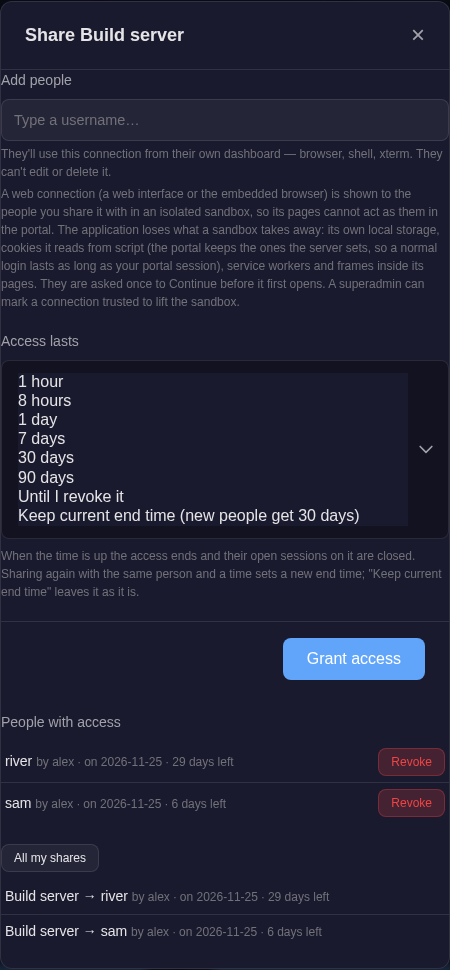 Share Build server ×
Add people
Type a username…
They'll use this connection from their own dashboard — browser, shell, xterm. They
can't edit or delete it.
A web connection (a web interface or the embedded browser) is shown to the
people you share it with in an isolated sandbox, so its pages cannot act as them in
the portal. The application loses what a sandbox takes away: its own local storage,
cookies it reads from script (the portal keeps the ones the server sets, so a normal
login lasts as long as your portal session), service workers and frames inside its
pages. They are asked once to Continue before it first opens. A superadmin can
mark a connection trusted to lift the sandbox.
Access lasts
1 hour
8 hours
1 day
7 days
30 days
90 days
Until I revoke it
Keep current end time (new people get 30 days)
When the time is up the access ends and their open sessions on it are closed.
Sharing again with the same person and a time sets a new end time; "Keep current
end time" leaves it as it is.
Grant access
People with access
river by alex · on 2026-11-25 · 29 days left Revoke
sam by alex · on 2026-11-25 · 6 days left Revoke
All my shares
Build server → river by alex · on 2026-11-25 · 29 days left
Build server → sam by alex · on 2026-11-25 · 6 days left